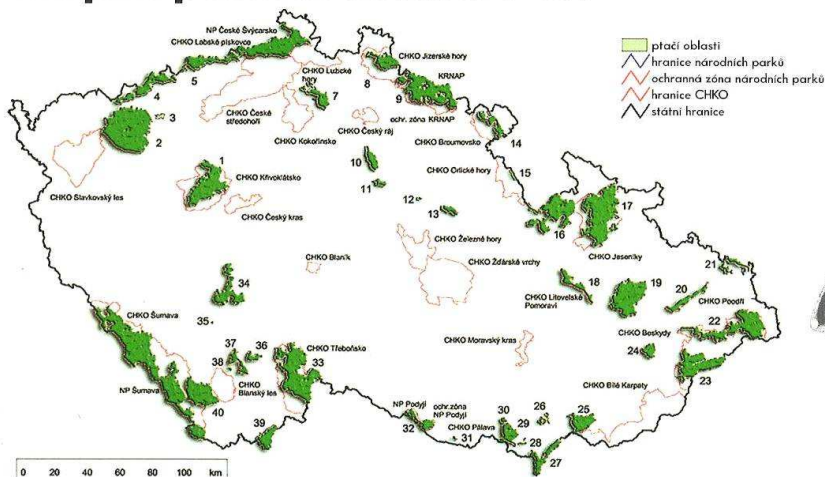 NP České Švýcarsko
CHKO Labské pískovce
CHKO Jizerské hory
CHKO Lužické
hory
KRNAP
5
4
3
2
7
8
9
CHKO České
středohoří
CHKO Kokořínsko
CHKO Český ráj
ochr. zóna KRNAP
CHKO Broumovsko
14
CHKO Slavkovský les
1
CHKO Křivoklátsko
CHKO Český kras
10
11
12
13
CHKO Orlické hory
15
16
17
CHKO Jeseníky
CHKO Železné hory
CHKO Žďárské vrchy
CHKO Blaník
34
35
18
CHKO Litovelské
Pomoraví
19
20
21
CHKO Poodří
22
CHKO Šumava
NP Šumava
37
36
38
CHKO Třeboňsko
33
CHKO
Blanský les
40
39
CHKO Moravský kras
CHKO Beskydy
24
23
CHKO Bílé Karpaty
NP Podyjí
ochr.zóna
NP Podyjí
32
CHKO Pálava
31
30
29
28
26
25
27
ptačí oblasti
hranice národních parků
ochranná zóna národních parků
hranice CHKO
státní hranice
0 20 40 60 80 100 km